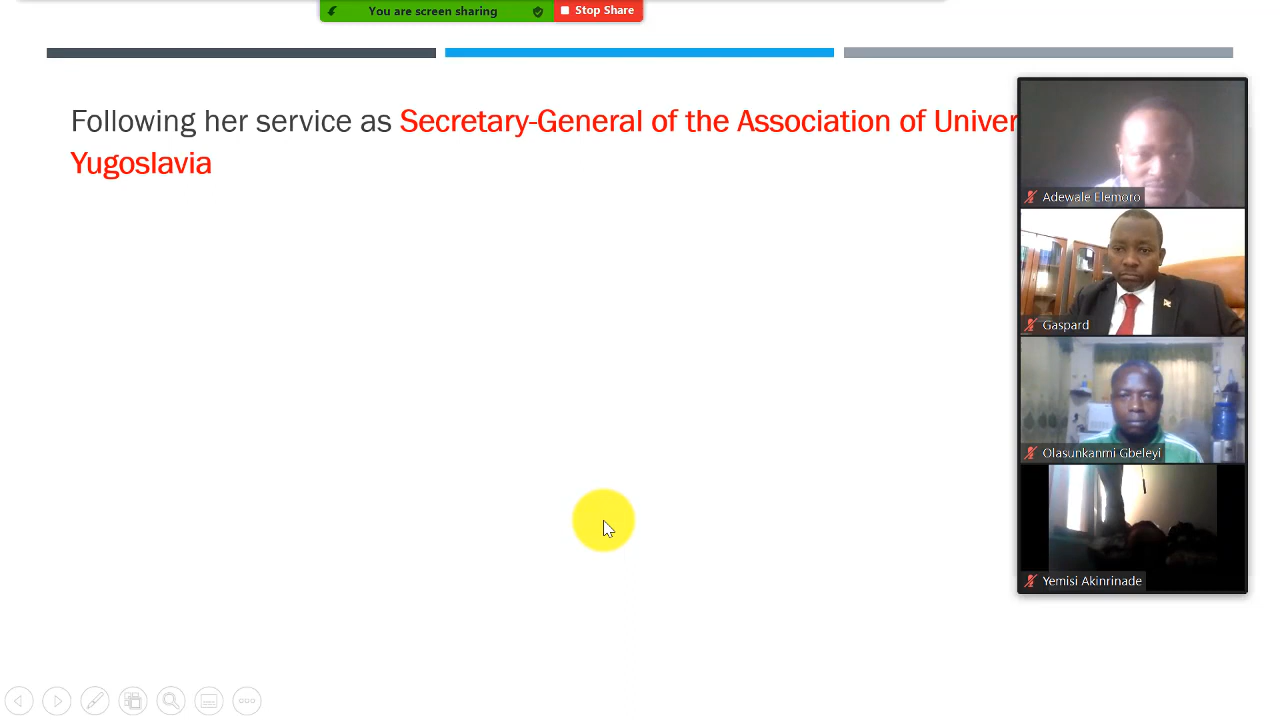 You are screen sharing
Stop Share
Following her service as Secretary-General of the Association of
Yugoslavia
Adewale Elemoro
Gaspard
Olasunkanmi Gbeleyi
Yemisi Akinrinade